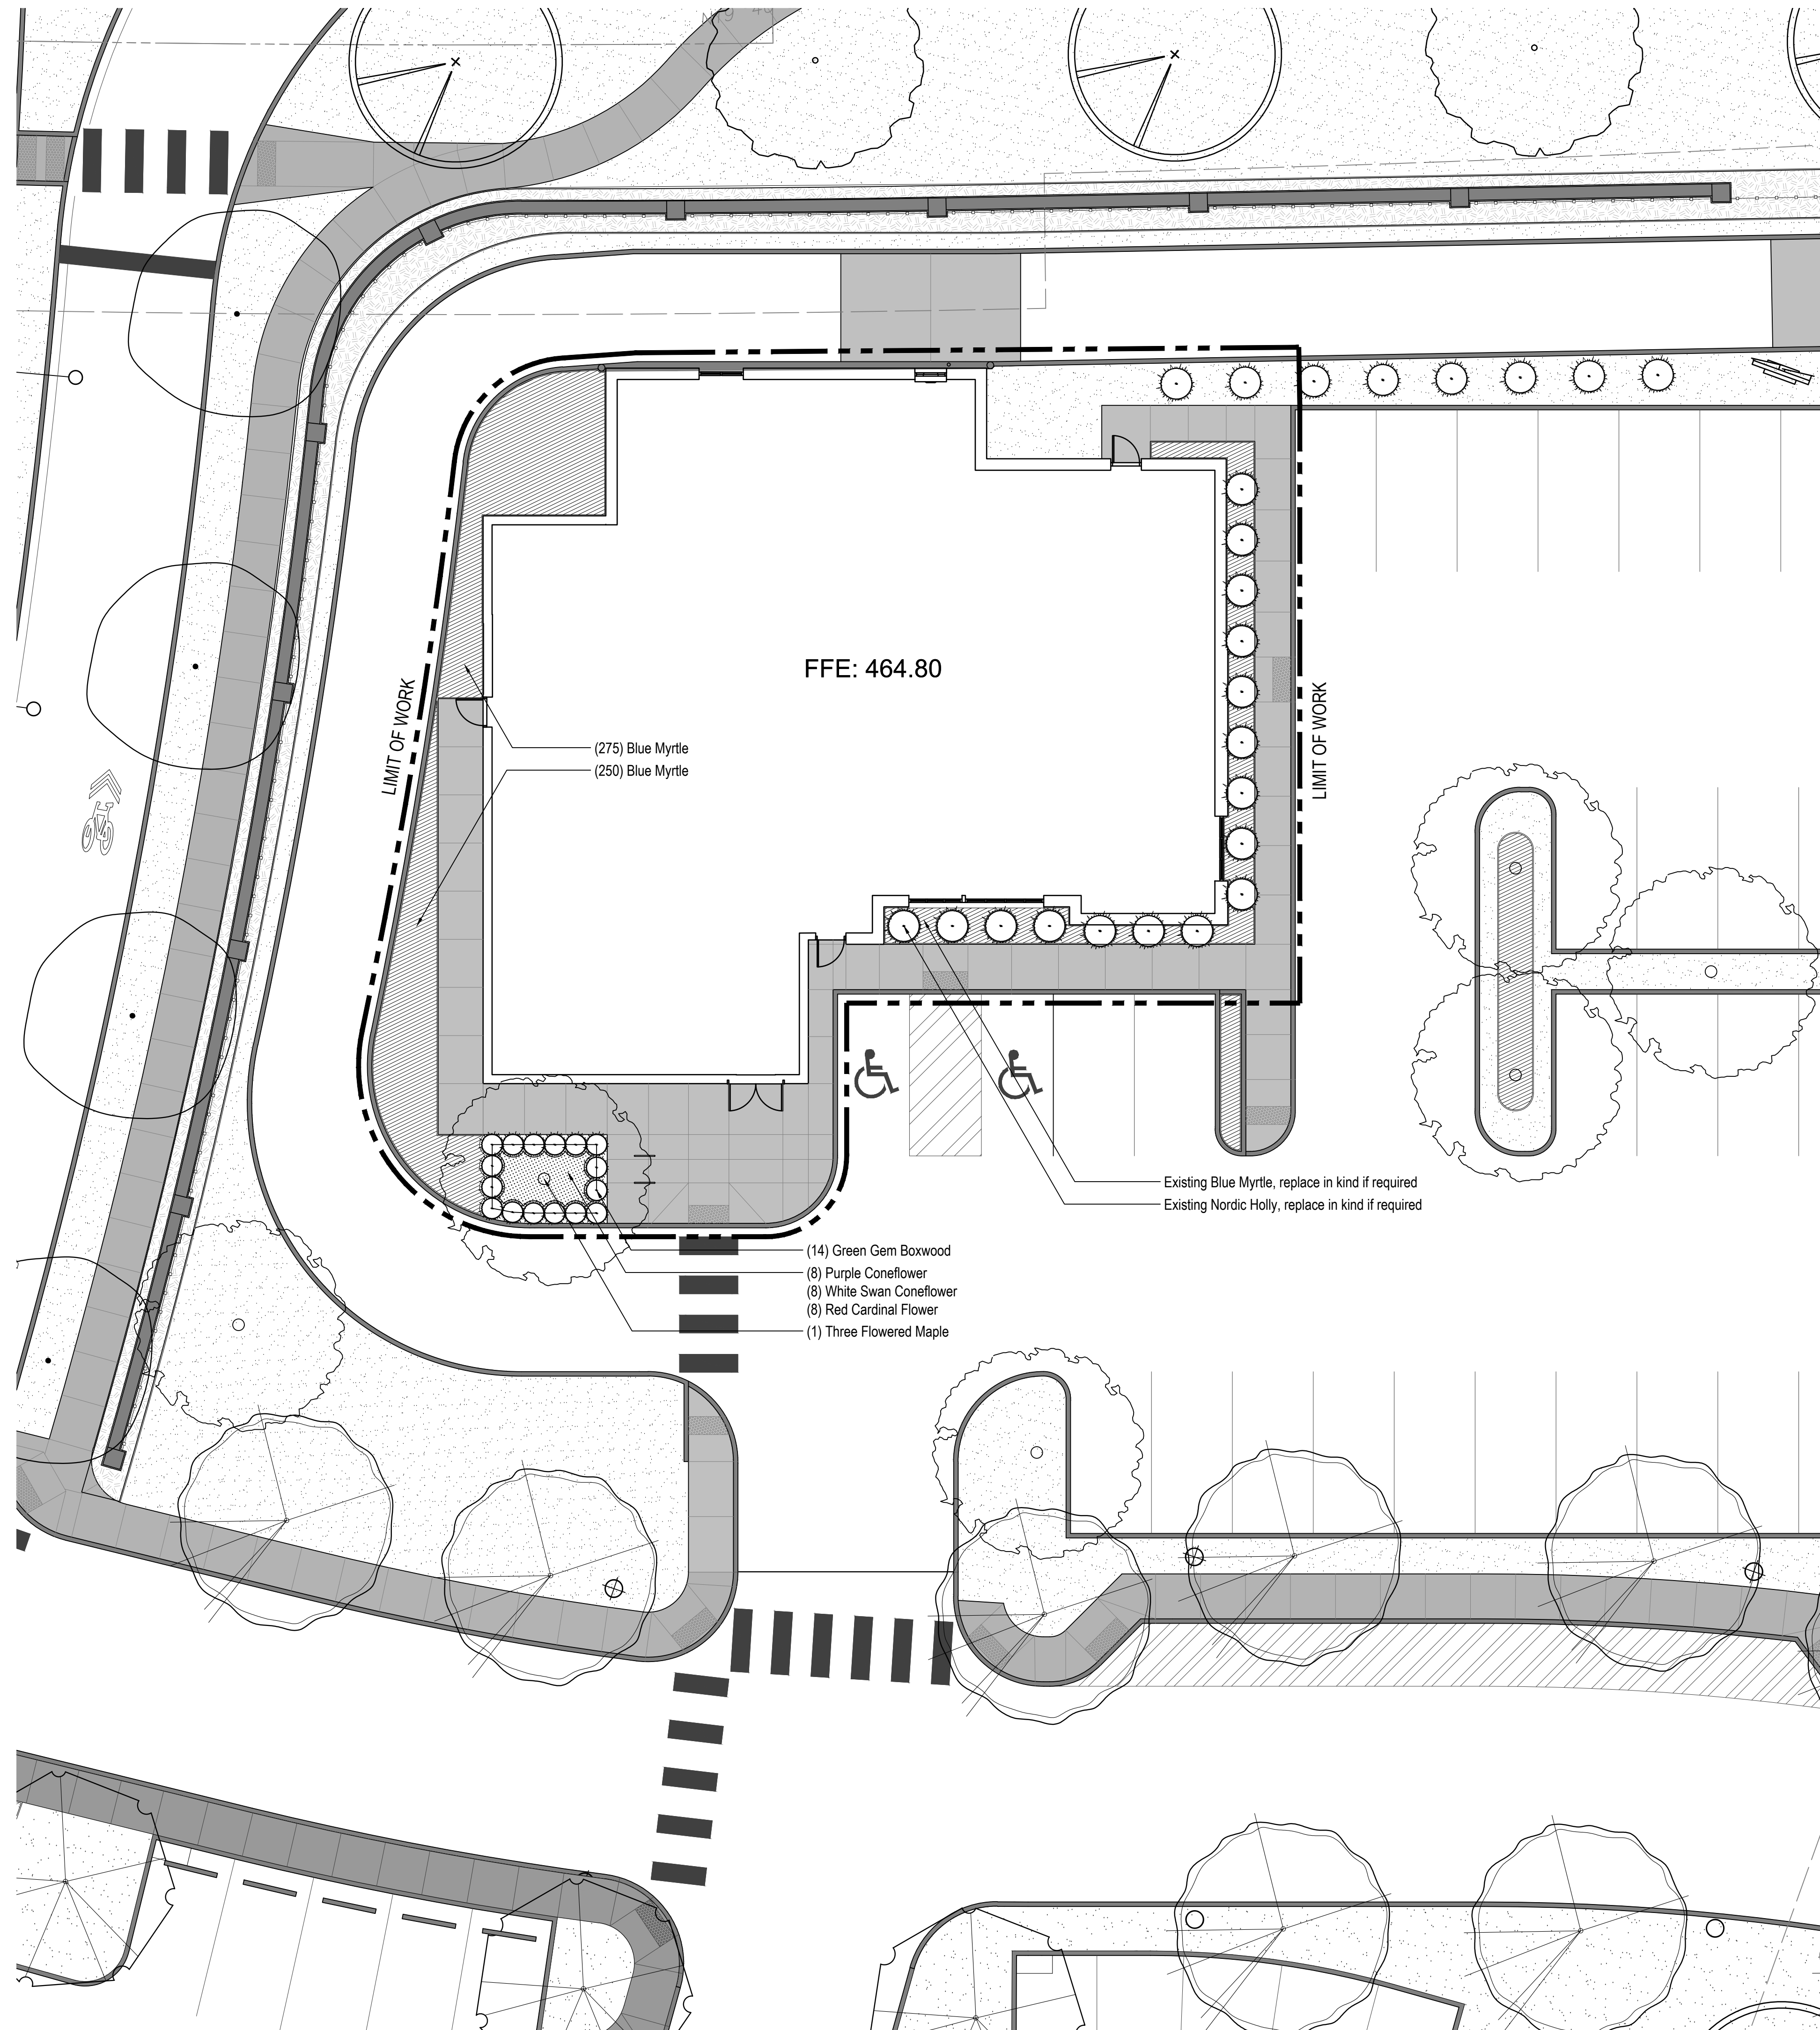 FFE: 464.80
LIMIT OF WORK
LIMIT OF WORK
(275) Blue Myrtle
(250) Blue Myrtle
Existing Blue Myrtle, replace in kind if required
Existing Nordic Holly, replace in kind if required
(14) Green Gem Boxwood
(8) Purple Coneflower
(8) White Swan Coneflower
(8) Red Cardinal Flower
(1) Three Flowered Maple